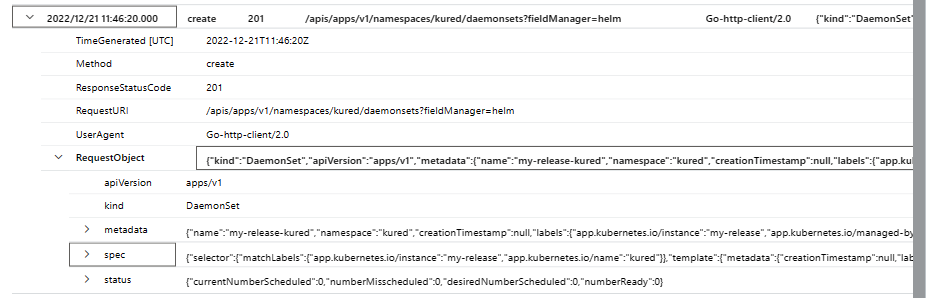 2022/12/21 11:46:20.000 create 201 /apis/apps/v1/namespaces/kured/daemonsets?fieldManager=helm Go-http-client/2.0 {"kind":"DaemonSet"
TimeGenerated [UTC] 2022-12-21T11:46:20Z
Method create
ResponseStatusCode 201
RequestURI /apis/apps/v1/namespaces/kured/daemonsets?fieldManager=helm
UserAgent Go-http-client/2.0
RequestObject {"kind":"DaemonSet","apiVersion":"apps/v1","metadata":{"name":"my-release-kured","namespace":"kured","creationTimestamp":null,"labels":{"app.ku
apiVersion apps/v1
kind DaemonSet
metadata {"name":"my-release-kured","namespace":"kured","creationTimestamp":null,"labels":{"app.kubernetes.io/instance":"my-release","app.kubernetes.io/managed-by
spec {"selector":{"matchLabels":{"app.kubernetes.io/instance":"my-release","app.kubernetes.io/name":"kured"}},"template":{"metadata":{"creationTimestamp":null,"lab
status {"currentNumberScheduled":0,"numberMisscheduled":0,"desiredNumberScheduled":0,"numberReady":0}